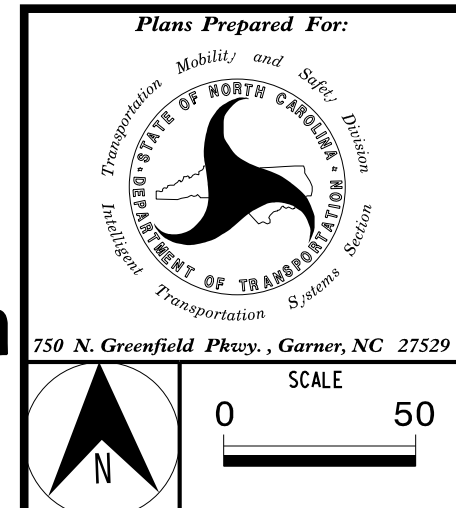 Plans Prepared For:
Transportation Mobility and Safety Division
STATE OF NORTH CAROLINA
DEPARTMENT OF TRANSPORTATION
Intelligent Transportation Systems Section
750 N. Greenfield Pkwy. , Garner, NC 27529
SCALE
0 50
N